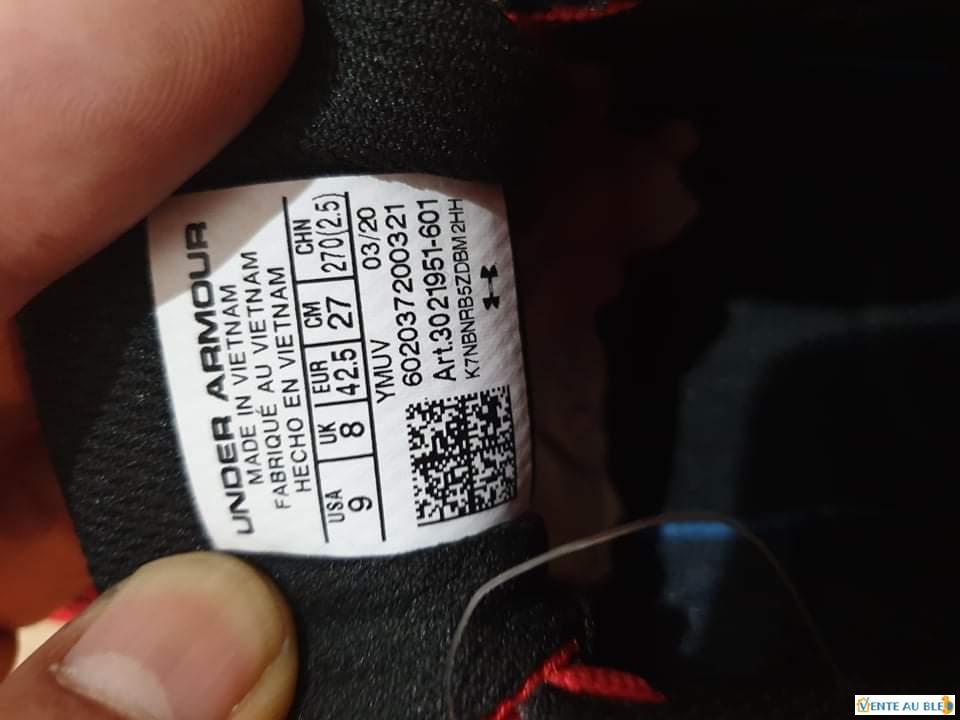 UNDER ARMOUR
MADE IN VIETNAM
FABRIQUÉ AU VIETNAM
HECHO EN VIETNAM
USA UK EUR CM CHN
9 8 42.5 27 270(2.5)
YMUV 03/20
602037200321
Art.3021951-601
K7NBNRB5ZDBM2HH
VENTE AU BLED